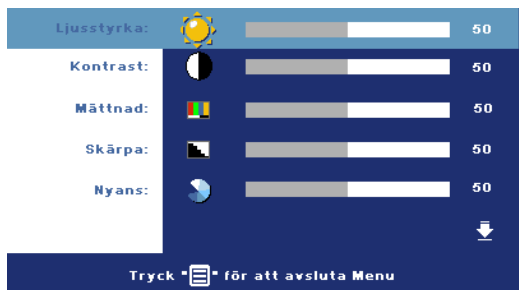 Ljusstyrka: 50
Kontrast: 50
Mättnad: 50
Skärpa: 50
Nyans: 50
Tryck "" för att avsluta Menu